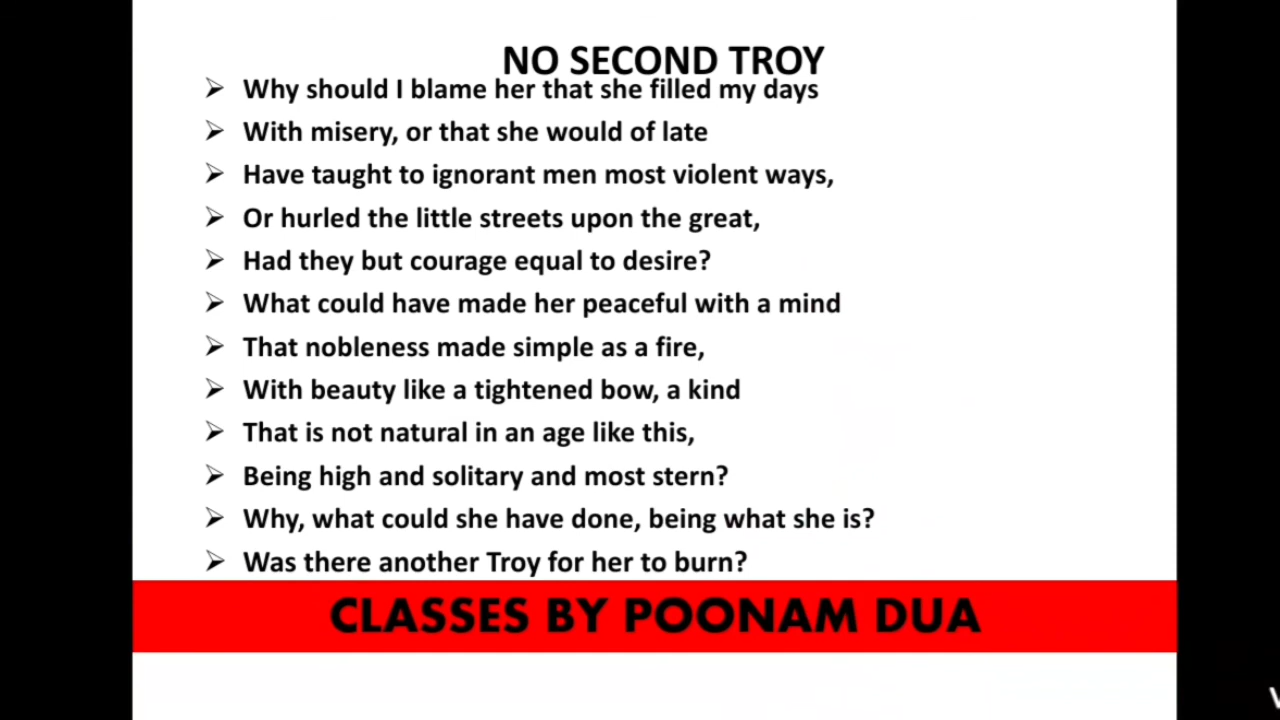 NO SECOND TROY
➢ Why should I blame her that she filled my days
➢ With misery, or that she would of late
➢ Have taught to ignorant men most violent ways,
➢ Or hurled the little streets upon the great,
➢ Had they but courage equal to desire?
➢ What could have made her peaceful with a mind
➢ That nobleness made simple as a fire,
➢ With beauty like a tightened bow, a kind
➢ That is not natural in an age like this,
➢ Being high and solitary and most stern?
➢ Why, what could she have done, being what she is?
➢ Was there another Troy for her to burn?
CLASSES BY POONAM DUA